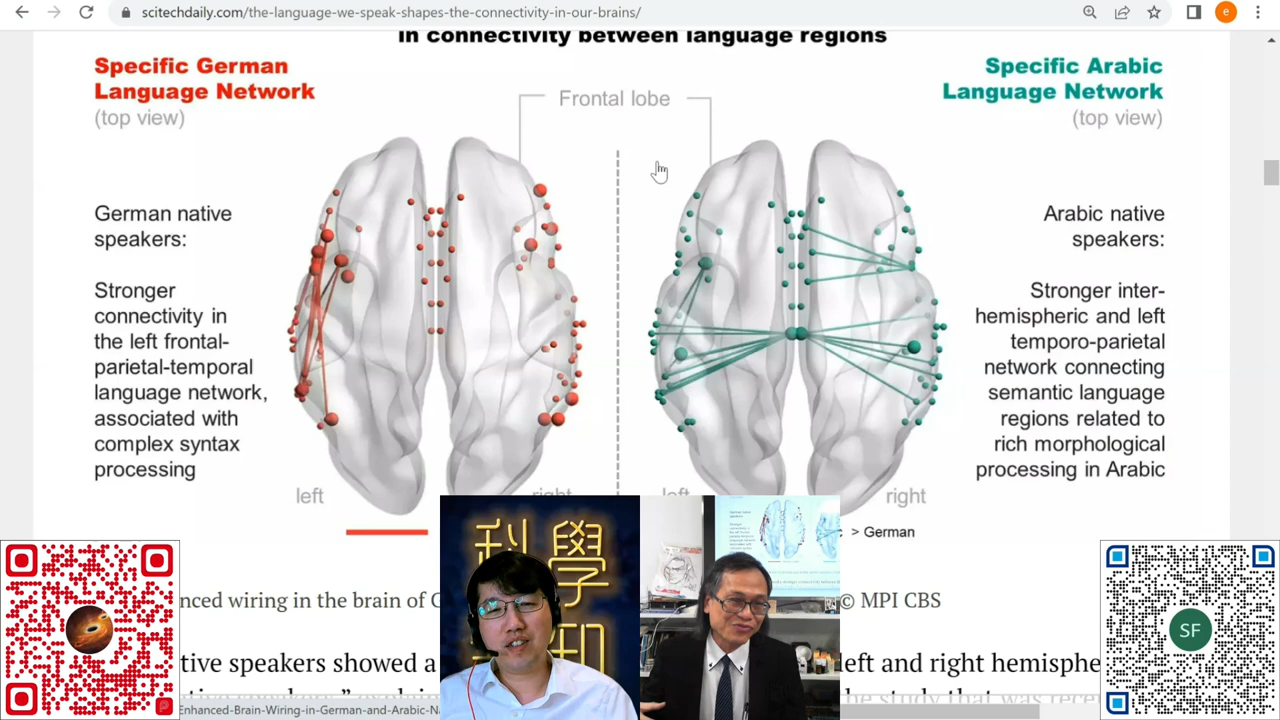 scitechdaily.com/the-language-we-speak-shapes-the-connectivity-in-our-brains/
e
in connectivity between language regions
Specific German
Language Network
(top view)
Frontal lobe
Specific Arabic
Language Network
(top view)
German native
speakers:
Stronger
connectivity in
the left frontal-
parietal-temporal
language network,
associated with
complex syntax
processing
Arabic native
speakers:
Stronger inter-
hemispheric and left
temporo-parietal
network connecting
semantic language
regions related to
rich morphological
processing in Arabic
left
right
left
right
> German
科學
SF
nced wiring in the brain of
© MPI CBS
tive speakers showed a
left and right hemisphe
Enhanced-Brain-Wiring-in-German-and-Arabic-Na